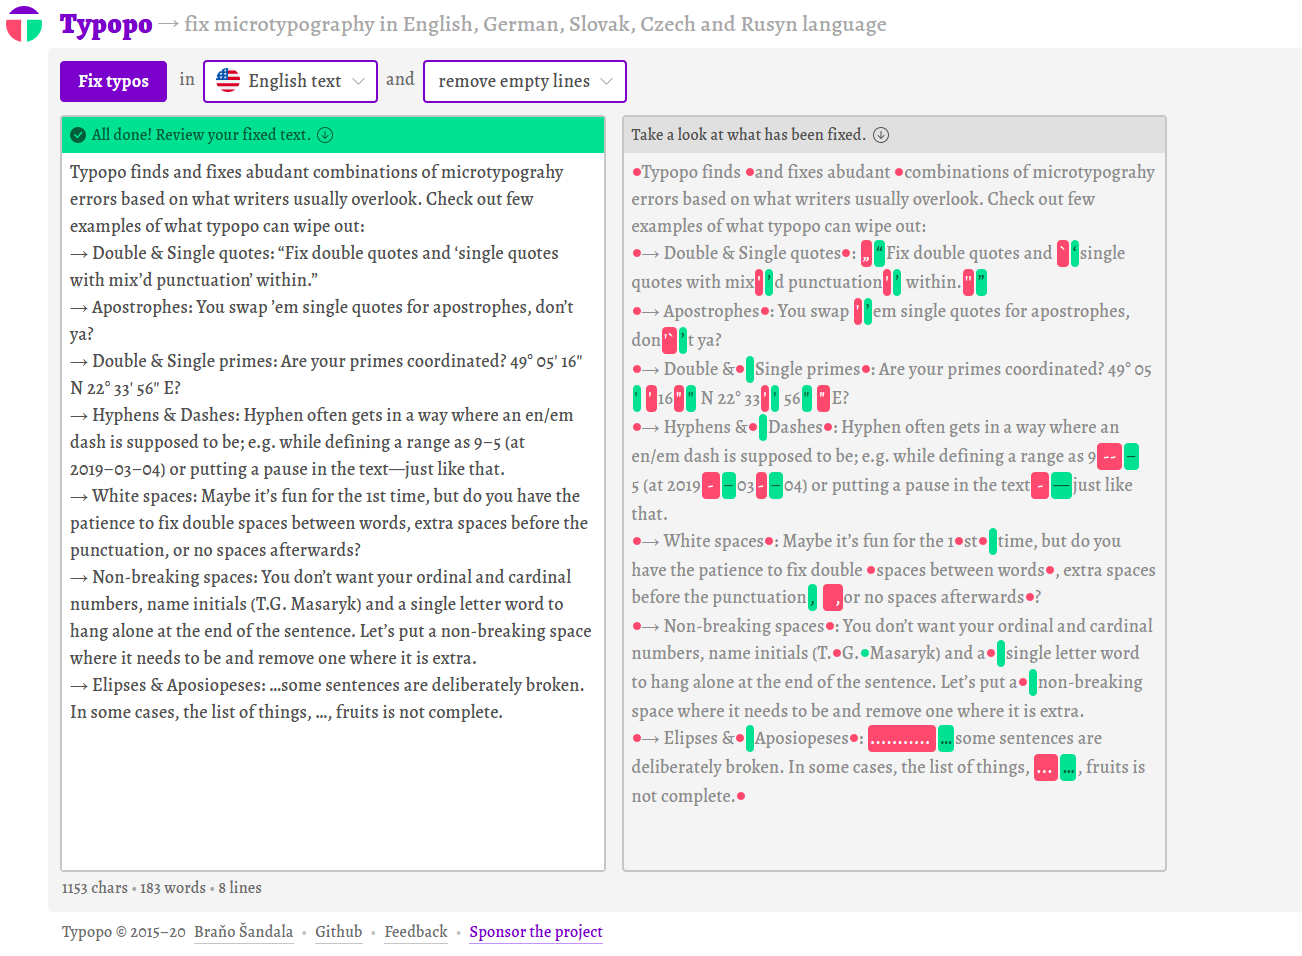 Typopo → fix microtypography in English, German, Slovak, Czech and Rusyn language
Fix typos in English text and remove empty lines
All done! Review your fixed text.
Typopo finds and fixes abudant combinations of microtypograhy
errors based on what writers usually overlook. Check out few
examples of what typopo can wipe out:
→ Double & Single quotes: “Fix double quotes and ‘single quotes
with mix’d punctuation’ within.”
→ Apostrophes: You swap ’em single quotes for apostrophes, don’t
ya?
→ Double & Single primes: Are your primes coordinated? 49° 05′ 16″
N 22° 33′ 56″ E?
→ Hyphens & Dashes: Hyphen often gets in a way where an en/em
dash is supposed to be; e.g. while defining a range as 9–5 (at
2019–03–04) or putting a pause in the text—just like that.
→ White spaces: Maybe it’s fun for the 1st time, but do you have the
patience to fix double spaces between words, extra spaces before the
punctuation, or no spaces afterwards?
→ Non-breaking spaces: You don’t want your ordinal and cardinal
numbers, name initials (T.G. Masaryk) and a single letter word to
hang alone at the end of the sentence. Let’s put a non-breaking space
where it needs to be and remove one where it is extra.
→ Elipses & Aposiopeses: …some sentences are deliberately broken.
In some cases, the list of things, …, fruits is not complete.
1153 chars • 183 words • 8 lines
Take a look at what has been fixed.
•Typopo finds •and fixes abudant •combinations of microtypograhy
errors based on what writers usually overlook. Check out few
examples of what typopo can wipe out:
•→ Double & Single quotes•: „“Fix double quotes and `‘single
quotes with mix'’d punctuation'’ within."”
•→ Apostrophes•: You swap '’em single quotes for apostrophes,
don'`’t ya?
•→ Double &• Single primes•: Are your primes coordinated? 49° 05
′ '16"″ N 22° 33'′ 56″ "E?
•→ Hyphens &• Dashes•: Hyphen often gets in a way where an
en/em dash is supposed to be; e.g. while defining a range as 9--–
5 (at 2019-–03-–04) or putting a pause in the text - —just like
that.
•→ White spaces•: Maybe it’s fun for the 1•st• time, but do you
have the patience to fix double •spaces between words•, extra spaces
before the punctuation, ,or no spaces afterwards•?
•→ Non-breaking spaces•: You don’t want your ordinal and cardinal
numbers, name initials (T.•G.•Masaryk) and a• single letter word
to hang alone at the end of the sentence. Let’s put a• non-breaking
space where it needs to be and remove one where it is extra.
•→ Elipses &• Aposiopeses•: ...........…some sentences are
deliberately broken. In some cases, the list of things, ...…, fruits is
not complete.•
Typopo © 2015–20 Braňo Šandala • Github • Feedback • Sponsor the project